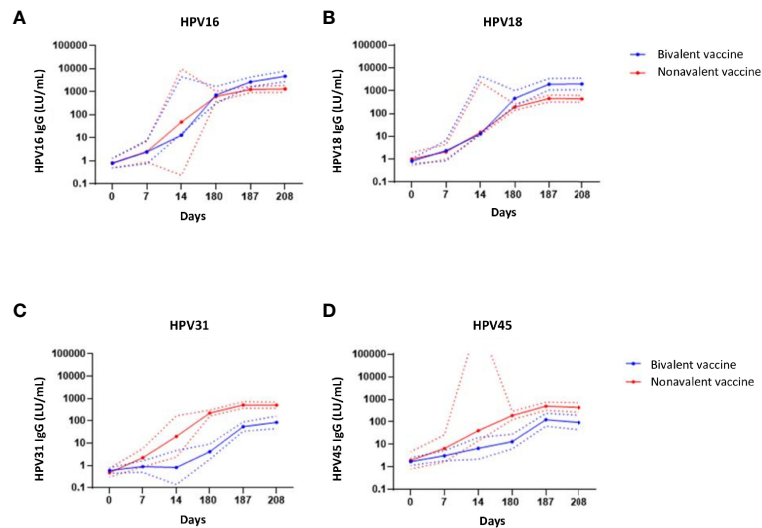 A
HPV16
B
HPV18
HPV16 IgG (LU/mL)
100000
10000
1000
100
10
1
0.1
0 7 14 180 187 208
Days
HPV18 IgG (LU/mL)
100000
10000
1000
100
10
1
0.1
0 7 14 180 187 208
Days
Bivalent vaccine
Nonavalent vaccine
C
HPV31
D
HPV45
HPV31 IgG (LU/mL)
100000
10000
1000
100
10
1
0.1
0 7 14 180 187 208
Days
HPV45 IgG (LU/mL)
100000
10000
1000
100
10
1
0.1
0 7 14 180 187 208
Days
Bivalent vaccine
Nonavalent vaccine